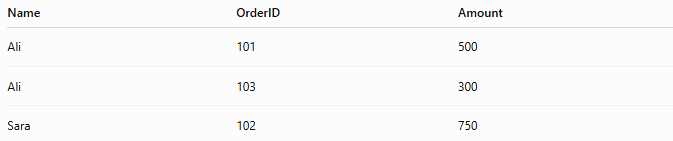 Name OrderID Amount
Ali 101 500
Ali 103 300
Sara 102 750